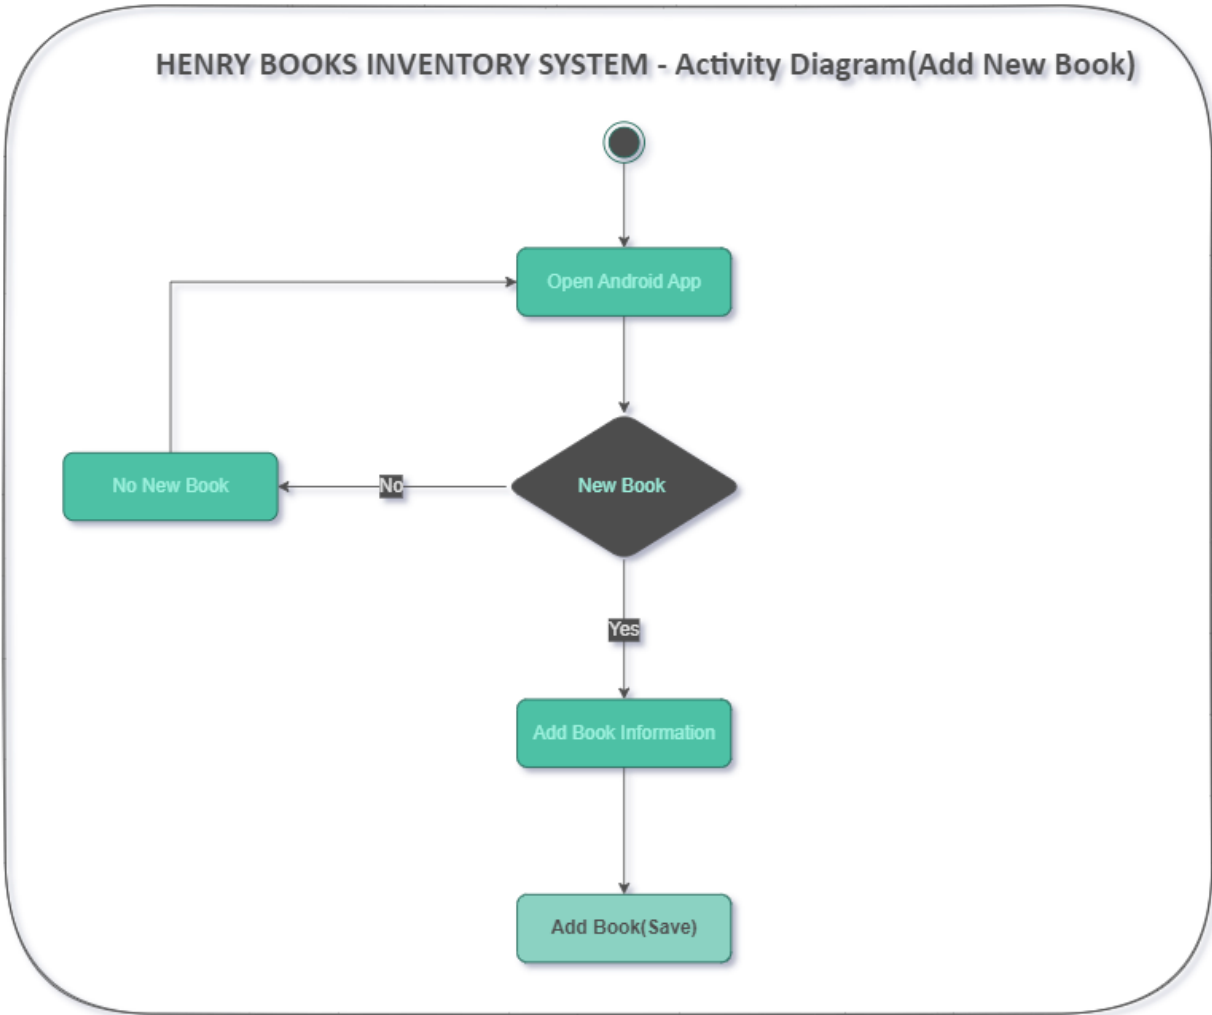 HENRY BOOKS INVENTORY SYSTEM - Activity Diagram(Add New Book)
Open Android App
No New Book
No
New Book
Yes
Add Book Information
Add Book(Save)